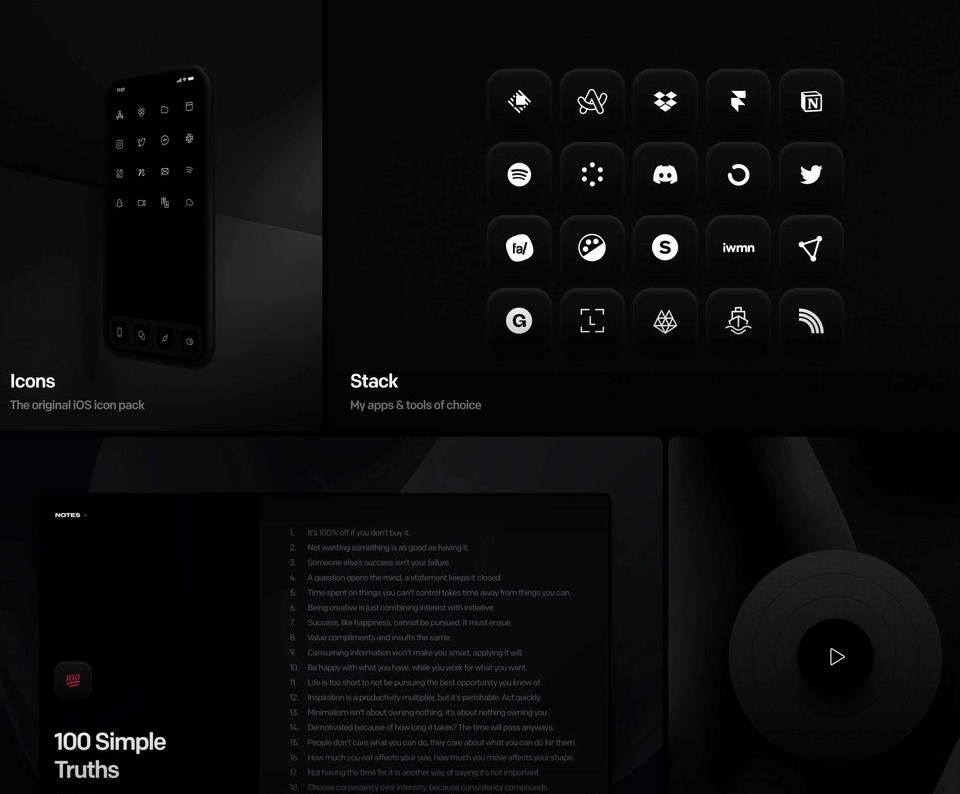 11:21
Icons
The original iOS icon pack
N
fa/
S
iwmn
G
L
Stack
My apps & tools of choice
NOTES
100
100 Simple
Truths
1. It's 100% off if you don't buy it.
2. Not wanting something is as good as having it.
3. Someone else's success isn't your failure.
4. A question opens the mind, a statement keeps it closed.
5. Time spent on things you can't control takes time away from things you can.
6. Being creative is just combining interest with initiative.
7. Success, like happiness, cannot be pursued. It must ensue.
8. Value compliments and insults the same.
9. Consuming information won't make you smart, applying it will.
10. Be happy with what you have, while you work for what you want.
11. Life is too short to not be pursuing the best opportunity you know of.
12. Inspiration is a productivity multiplier, but it's perishable. Act quickly.
13. Minimalism isn't about owning nothing, it's about nothing owning you.
14. Demotivated because of how long it takes? The time will pass anyways.
15. People don't care what you can do, they care about what you can do for them.
16. How much you eat affects your size, how much you move affects your shape.
17. Not having the time for it is another way of saying it's not important.
18. Choose consistency over intensity, because consistency compounds.